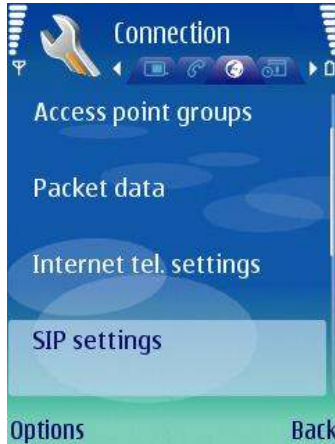 Connection
Access point groups
Packet data
Internet tel. settings
SIP settings
Options Back